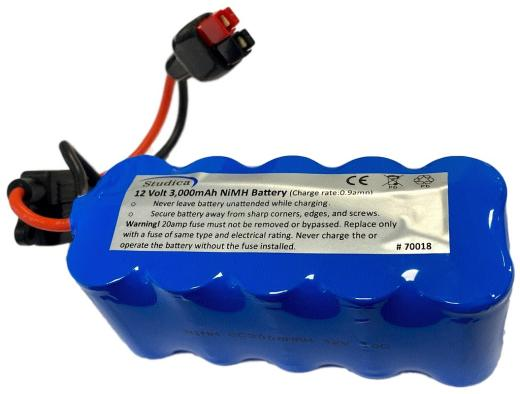 Studica
12 Volt 3,000mAh NiMH Battery (Charge rate:0.9amp)
CE
○ Never leave battery unattended while charging.
○ Secure battery away from sharp corners, edges, and screws.
Warning! 20amp fuse must not be removed or bypassed. Replace only
with a fuse of same type and electrical rating. Never charge the or
operate the battery without the fuse installed.
# 70018